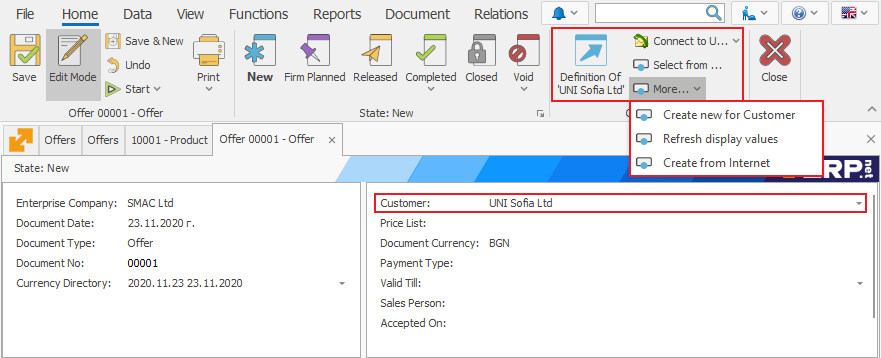 File Home Data View Functions Reports Document Relations
Save
Edit Mode
Save & New
Undo
Start
Print
Offer 00001 - Offer
New
Firm Planned
Released
Completed
Closed
Void
State: New
Definition Of
'UNI Sofia Ltd'
Connect to U...
Select from ...
More...
Close
Create new for Customer
Refresh display values
Create from Internet
Offers
Offers
10001 - Product
Offer 00001 - Offer
State: New
RP.net
Enterprise Company: SMAC Ltd
Document Date: 23.11.2020 г.
Document Type: Offer
Document No: 00001
Currency Directory: 2020.11.23 23.11.2020
Customer: UNI Sofia Ltd
Price List:
Document Currency: BGN
Payment Type:
Valid Till:
Sales Person:
Accepted On: